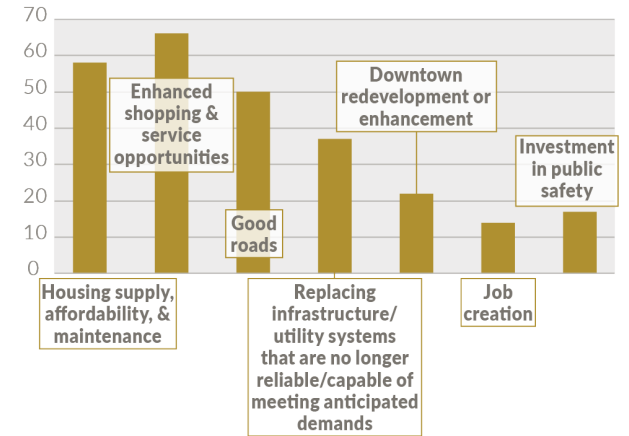 70
60
50
40
30
20
10
0
Enhanced
shopping &
service
opportunities
Downtown
redevelopment or
enhancement
Investment
in public
safety
Good
roads
Housing supply,
affordability, &
maintenance
Replacing
infrastructure/
utility systems
that are no longer
reliable/capable of
meeting anticipated
demands
Job
creation